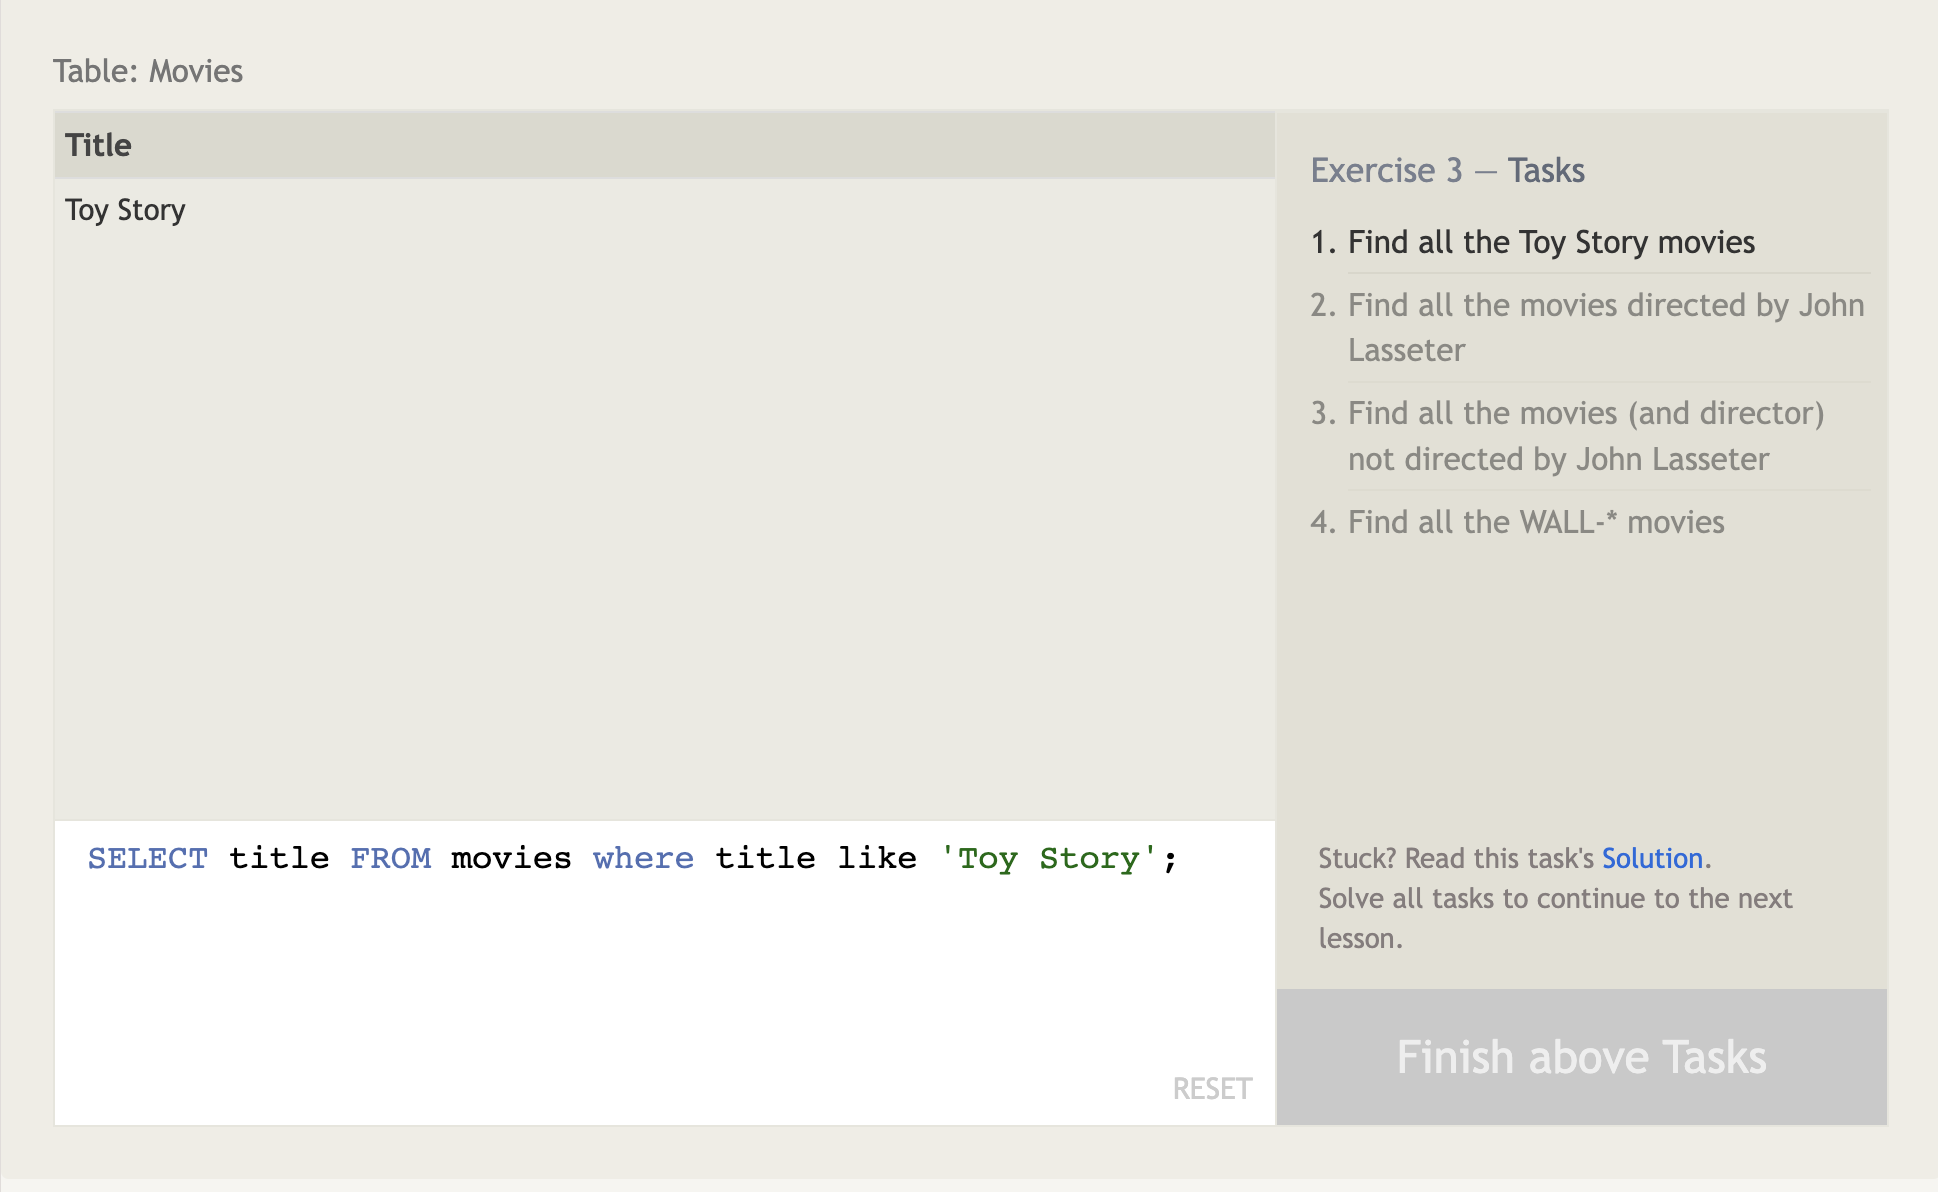 Table: Movies
Title
Toy Story
SELECT title FROM movies where title like 'Toy Story';
RESET
Exercise 3 — Tasks
1. Find all the Toy Story movies
2. Find all the movies directed by John
Lasseter
3. Find all the movies (and director)
not directed by John Lasseter
4. Find all the WALL-* movies
Stuck? Read this task's Solution.
Solve all tasks to continue to the next
lesson.
Finish above Tasks